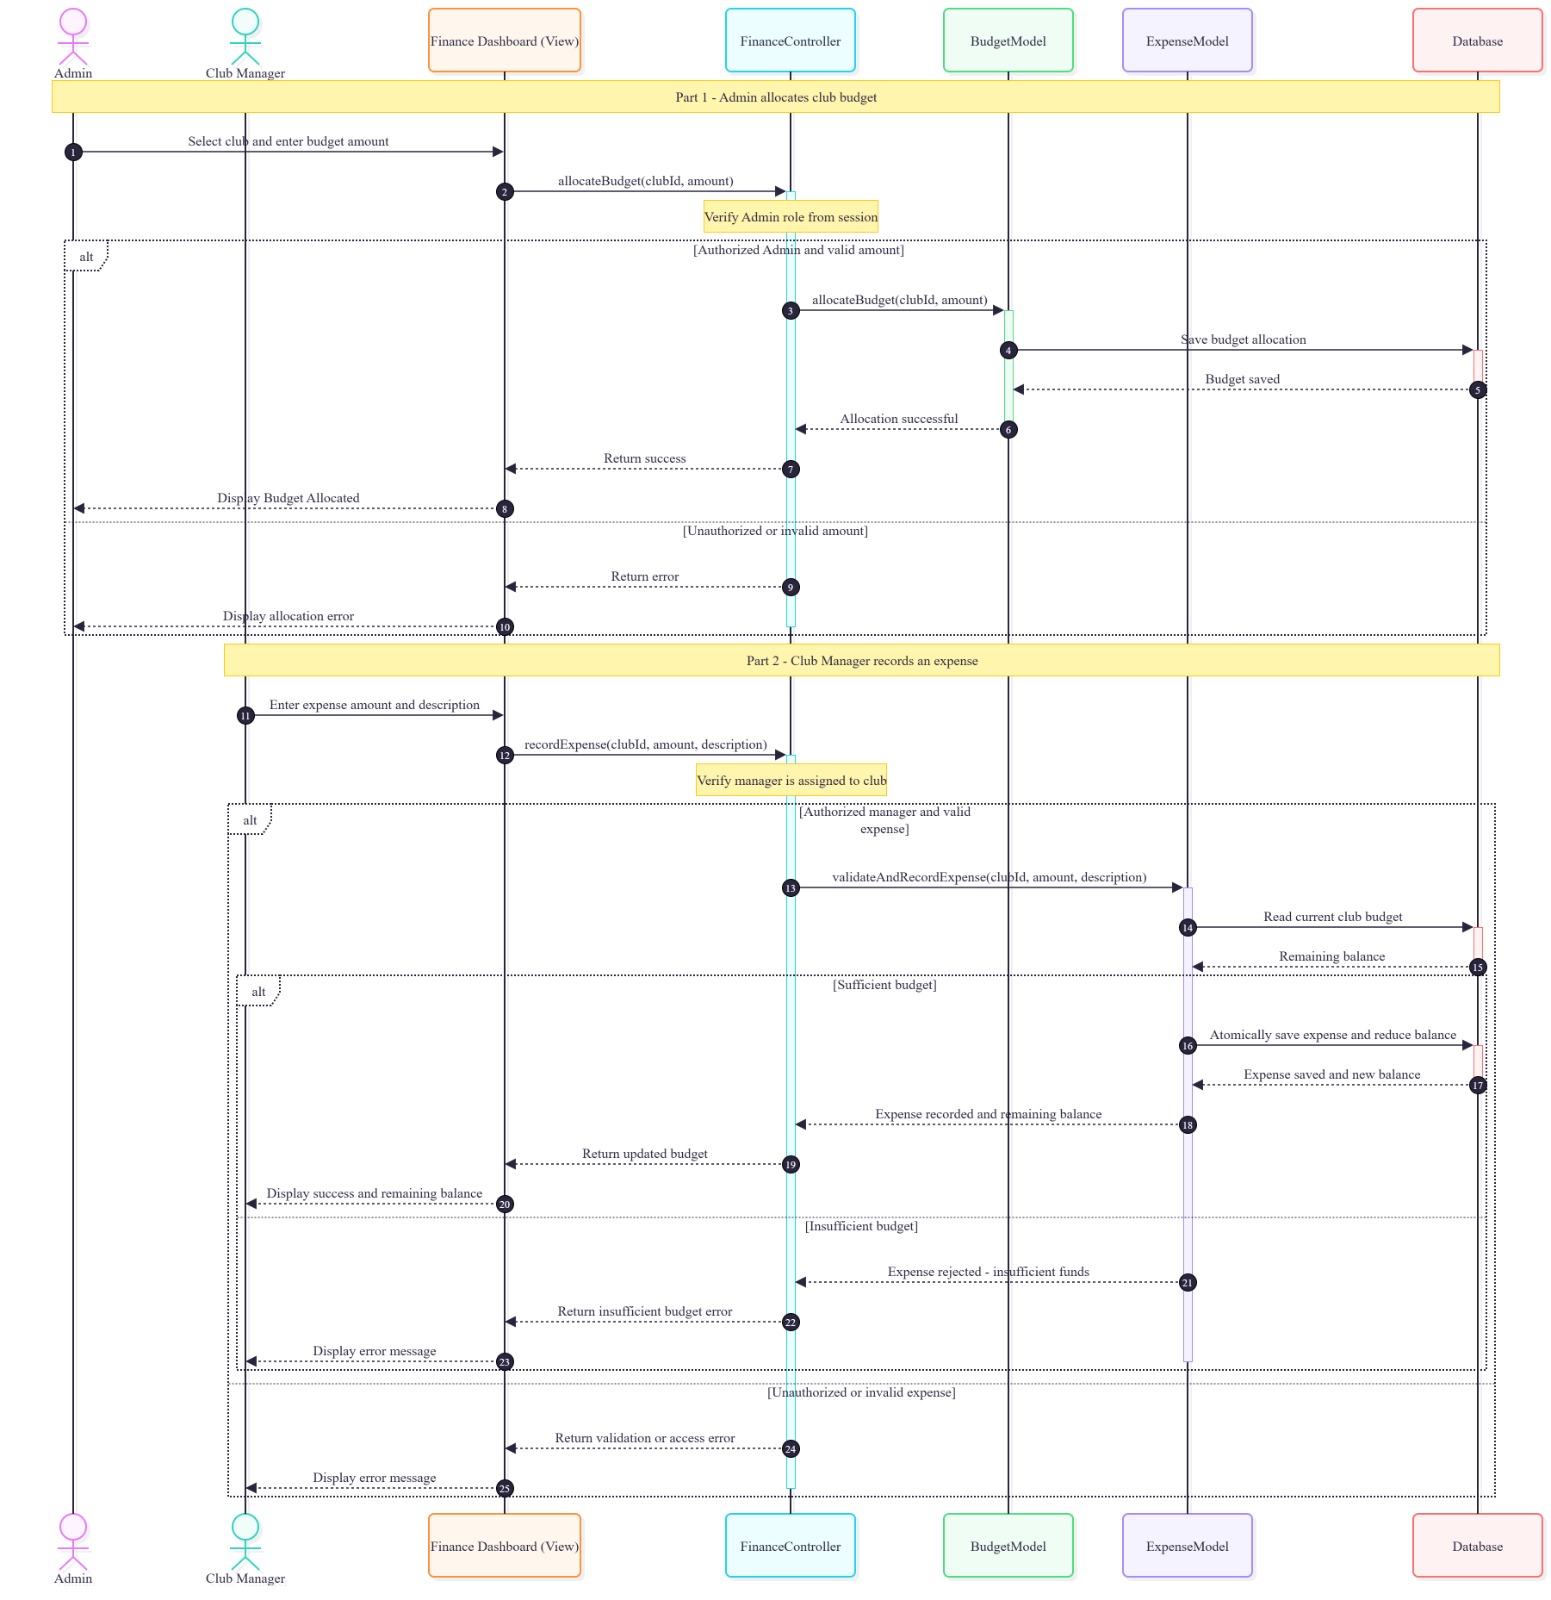 Admin
Club Manager
Finance Dashboard (View)
FinanceController
BudgetModel
ExpenseModel
Database
Part 1 - Admin allocates club budget
Select club and enter budget amount
1
allocateBudget(clubId, amount)
2
Verify Admin role from session
alt
[Authorized Admin and valid amount]
allocateBudget(clubId, amount)
3
Save budget allocation
4
Budget saved
5
Allocation successful
6
Return success
7
Display Budget Allocated
8
[Unauthorized or invalid amount]
Return error
9
Display allocation error
10
Part 2 - Club Manager records an expense
Enter expense amount and description
11
recordExpense(clubId, amount, description)
12
Verify manager is assigned to club
alt
[Authorized manager and valid
expense]
validateAndRecordExpense(clubId, amount, description)
13
Read current club budget
14
Remaining balance
15
alt
[Sufficient budget]
Atomically save expense and reduce balance
16
Expense saved and new balance
17
Expense recorded and remaining balance
18
Return updated budget
19
Display success and remaining balance
20
[Insufficient budget]
Expense rejected - insufficient funds
21
Return insufficient budget error
22
Display error message
23
[Unauthorized or invalid expense]
Return validation or access error
24
Display error message
25
Admin
Club Manager
Finance Dashboard (View)
FinanceController
BudgetModel
ExpenseModel
Database